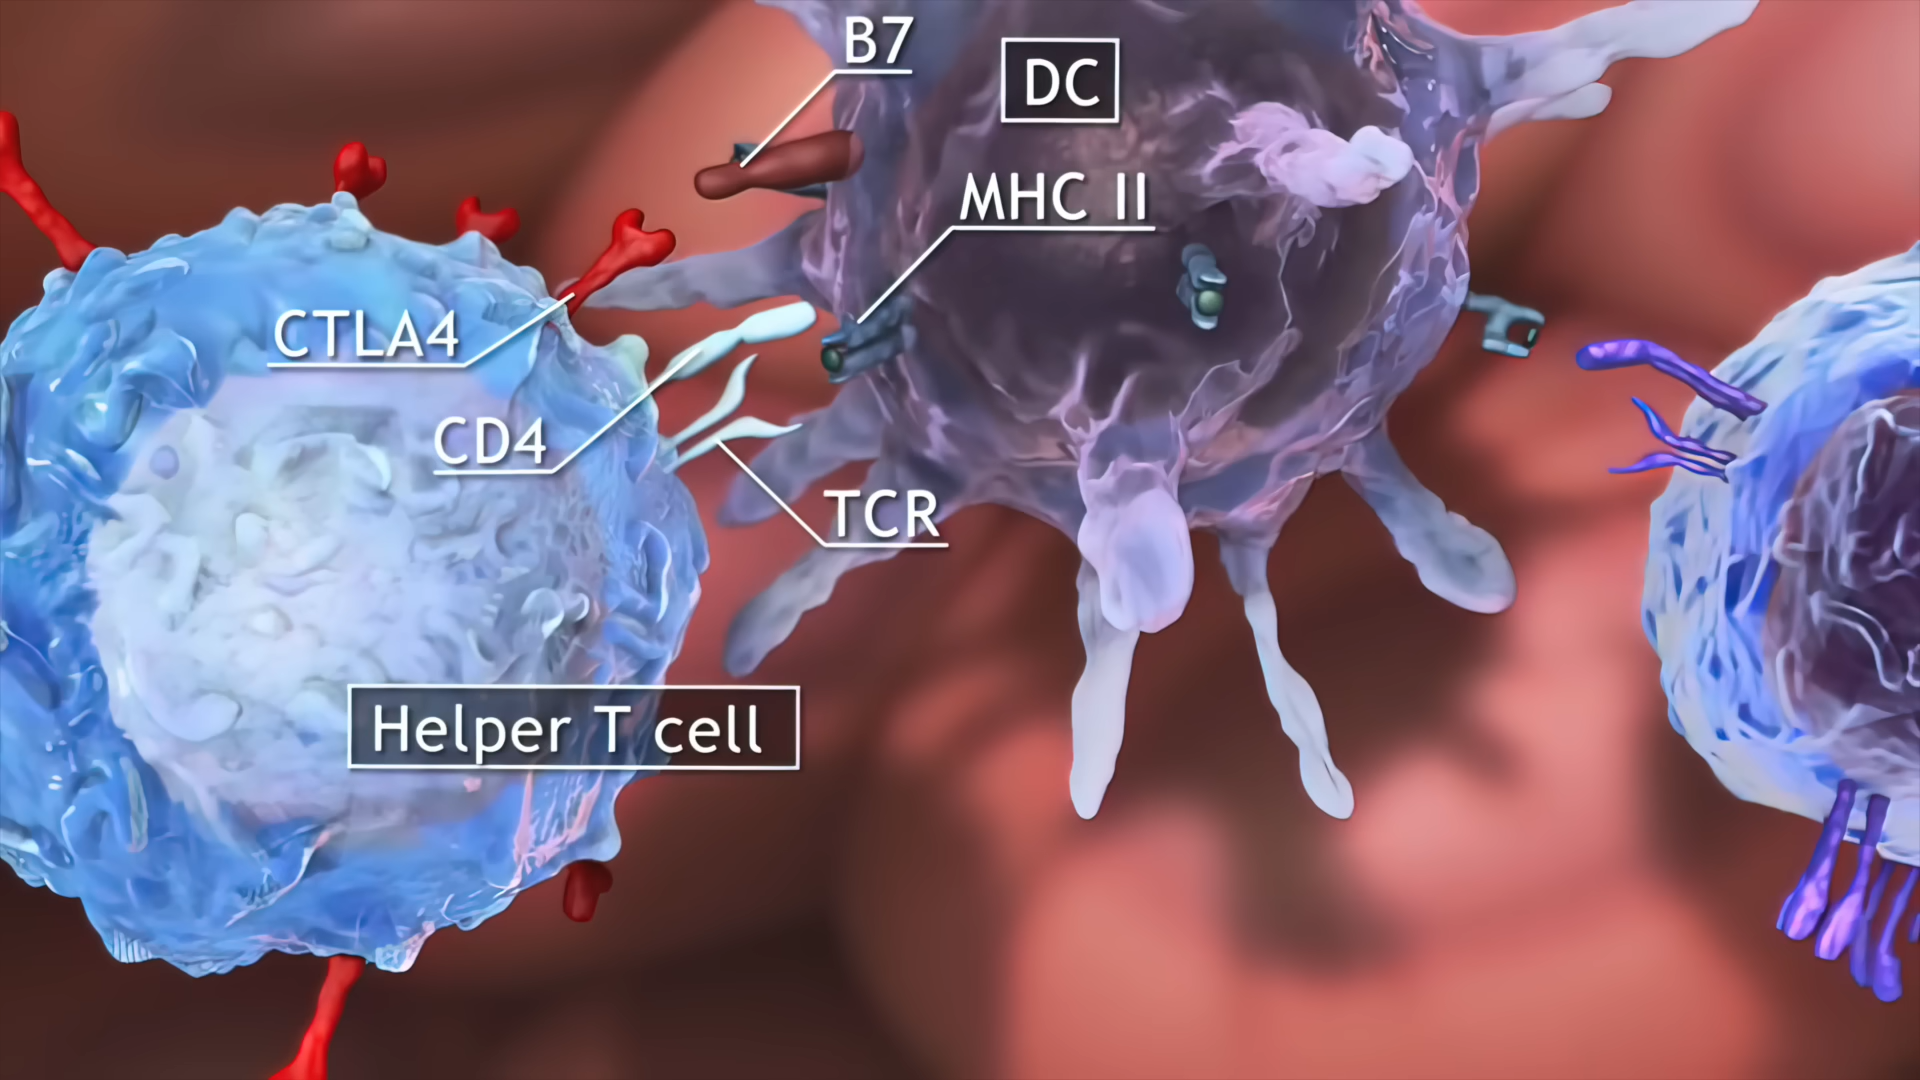 B7
DC
MHC II
CTLA4
CD4
TCR
Helper T cell